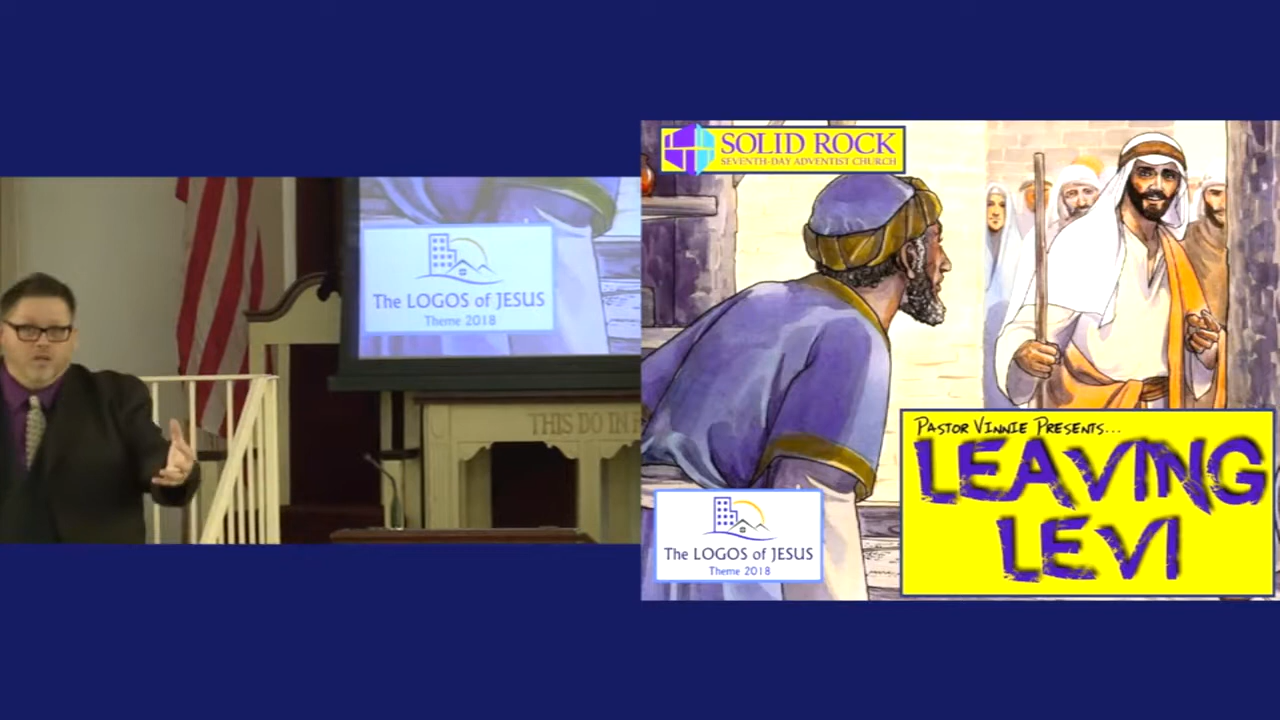 The LOGOS of JESUS
Theme 2018
THIS DO IN
SOLID ROCK
SEVENTH-DAY ADVENTIST CHURCH
PASTOR VINNIE PRESENTS...
LEAVING
LEVI
The LOGOS of JESUS
Theme 2018